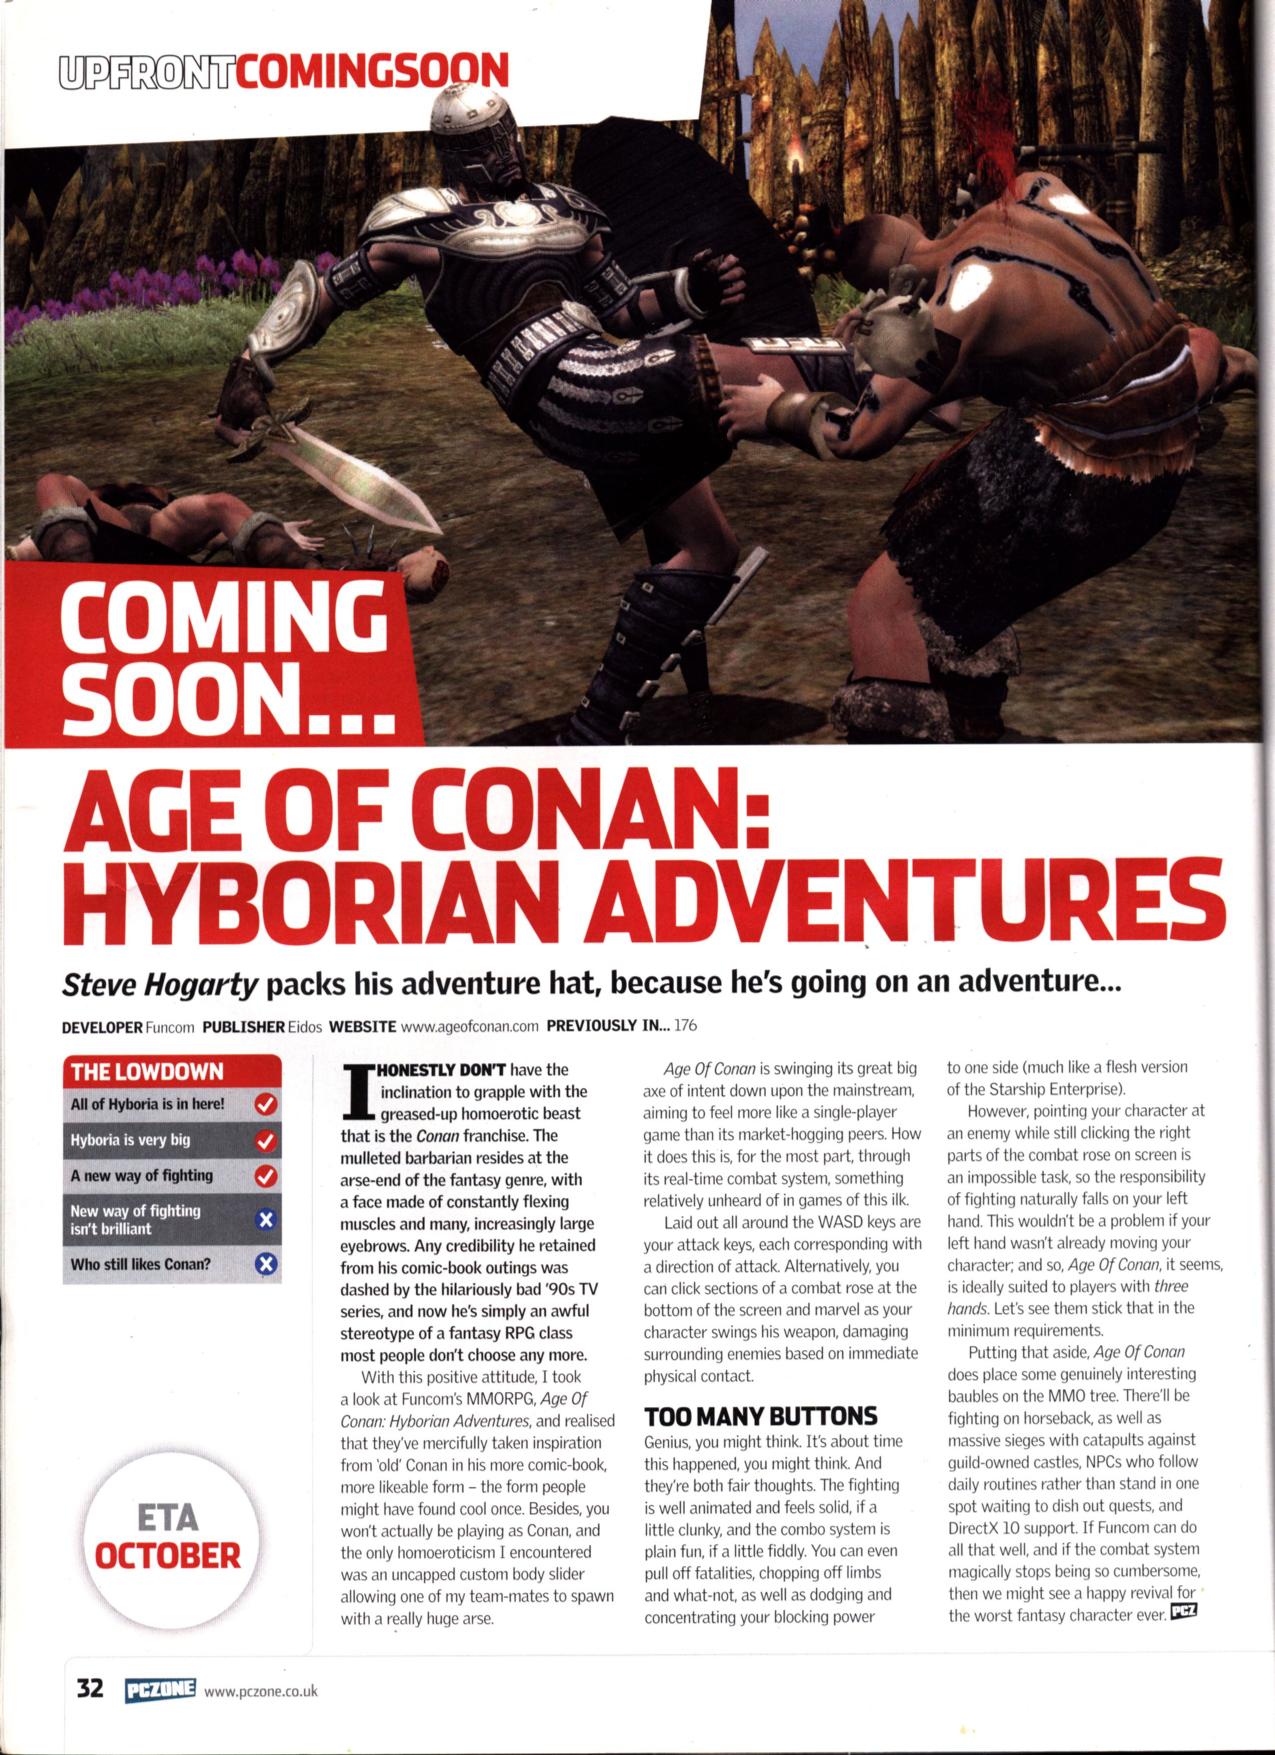 UPFRONTCOMINGSOON
COMING
SOON...
AGE OF CONAN:
HYBORIAN ADVENTURES
Steve Hogarty packs his adventure hat, because he's going on an adventure...
DEVELOPER Funcom PUBLISHER Eidos WEBSITE www.ageofconan.com PREVIOUSLY IN... 176
THE LOWDOWN
All of Hyboria is in here!
Hyboria is very big
A new way of fighting
New way of fighting
isn't brilliant
Who still likes Conan?
ETA
OCTOBER
I HONESTLY DON'T have the
inclination to grapple with the
greased-up homoerotic beast
that is the Conan franchise. The
mulleted barbarian resides at the
arse-end of the fantasy genre, with
a face made of constantly flexing
muscles and many, increasingly large
eyebrows. Any credibility he retained
from his comic-book outings was
dashed by the hilariously bad '90s TV
series, and now he's simply an awful
stereotype of a fantasy RPG class
most people don't choose any more.
With this positive attitude, I took
a look at Funcom's MMORPG, Age Of
Conan: Hyborian Adventures, and realised
that they've mercifully taken inspiration
from 'old' Conan in his more comic-book,
more likeable form – the form people
might have found cool once. Besides, you
won't actually be playing as Conan, and
the only homoeroticism I encountered
was an uncapped custom body slider
allowing one of my team-mates to spawn
with a really huge arse.
Age Of Conan is swinging its great big
axe of intent down upon the mainstream,
aiming to feel more like a single-player
game than its market-hogging peers. How
it does this is, for the most part, through
its real-time combat system, something
relatively unheard of in games of this ilk.
Laid out all around the WASD keys are
your attack keys, each corresponding with
a direction of attack. Alternatively, you
can click sections of a combat rose at the
bottom of the screen and marvel as your
character swings his weapon, damaging
surrounding enemies based on immediate
physical contact.
TOO MANY BUTTONS
Genius, you might think. It's about time
this happened, you might think. And
they're both fair thoughts. The fighting
is well animated and feels solid, if a
little clunky, and the combo system is
plain fun, if a little fiddly. You can even
pull off fatalities, chopping off limbs
and what-not, as well as dodging and
concentrating your blocking power
to one side (much like a flesh version
of the Starship Enterprise).
However, pointing your character at
an enemy while still clicking the right
parts of the combat rose on screen is
an impossible task, so the responsibility
of fighting naturally falls on your left
hand. This wouldn't be a problem if your
left hand wasn't already moving your
character; and so, Age Of Conan, it seems,
is ideally suited to players with three
hands. Let's see them stick that in the
minimum requirements.
Putting that aside, Age Of Conan
does place some genuinely interesting
baubles on the MMO tree. There'll be
fighting on horseback, as well as
massive sieges with catapults against
guild-owned castles, NPCs who follow
daily routines rather than stand in one
spot waiting to dish out quests, and
DirectX 10 support. If Funcom can do
all that well, and if the combat system
magically stops being so cumbersome,
then we might see a happy revival for
the worst fantasy character ever. PCZ
32 PCZONE www.pczone.co.uk